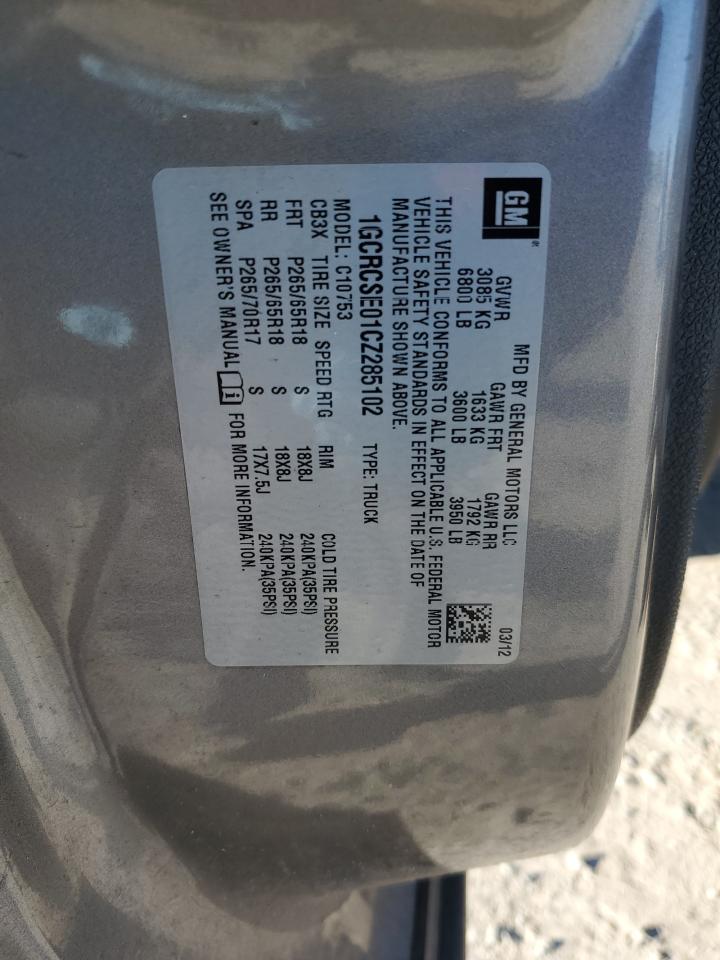 GM ®
MFD BY GENERAL MOTORS LLC 03/12
GVWR GAWR FRT GAWR RR
3085 KG 1633 KG 1792 KG
6800 LB 3600 LB 3950 LB
THIS VEHICLE CONFORMS TO ALL APPLICABLE U.S. FEDERAL MOTOR
VEHICLE SAFETY STANDARDS IN EFFECT ON THE DATE OF
MANUFACTURE SHOWN ABOVE.
1GCRCSE01CZ285102 TYPE: TRUCK
MODEL: C10753
CB3X TIRE SIZE SPEED RTG RIM COLD TIRE PRESSURE
FRT P265/65R18 S 18X8J 240KPA(35PSI)
RR P265/65R18 S 18X8J 240KPA(35PSI)
SPA P265/70R17 S 17X7.5J 240KPA(35PSI)
SEE OWNER'S MANUAL FOR MORE INFORMATION.